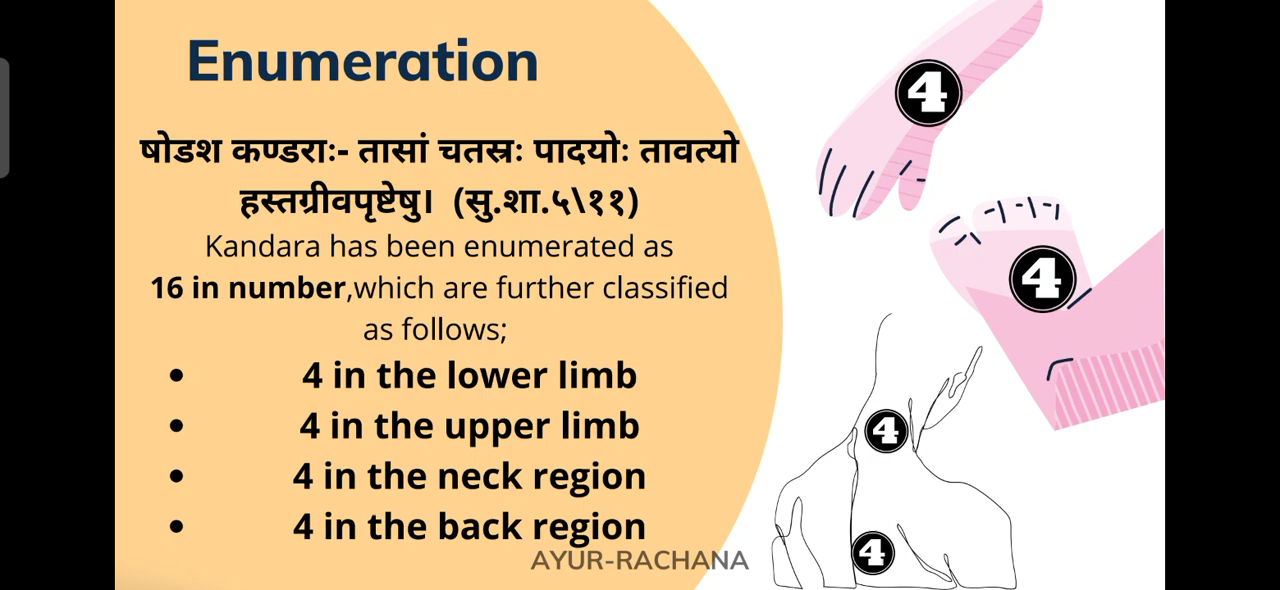 Enumeration
षोडश कण्डराः- तासां चतस्रः पादयोः तावत्यो
हस्तग्रीवपृष्टेषु। (सु.शा.५\११)
Kandara has been enumerated as
16 in number,which are further classified
as follows;
• 4 in the lower limb
• 4 in the upper limb
• 4 in the neck region
• 4 in the back region
AYUR-RACHANA
4
4
4
4